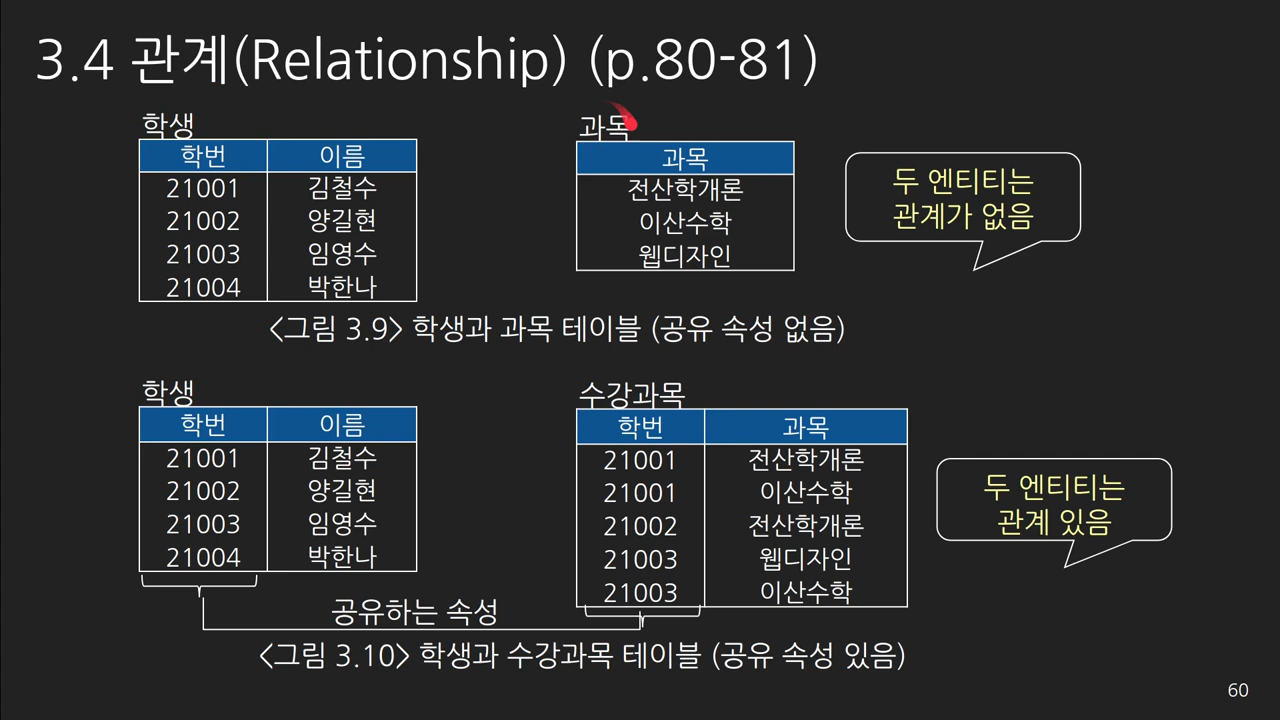 3.4 관계(Relationship) (p.80-81)
학생
학번 이름
21001 김철수
21002 양길현
21003 임영수
21004 박한나
과목
과목
전산학개론
이산수학
웹디자인
두 엔티티는
관계가 없음
<그림 3.9> 학생과 과목 테이블 (공유 속성 없음)
학생
학번 이름
21001 김철수
21002 양길현
21003 임영수
21004 박한나
수강과목
학번 과목
21001 전산학개론
21001 이산수학
21002 전산학개론
21003 웹디자인
21003 이산수학
두 엔티티는
관계 있음
공유하는 속성
<그림 3.10> 학생과 수강과목 테이블 (공유 속성 있음)
60